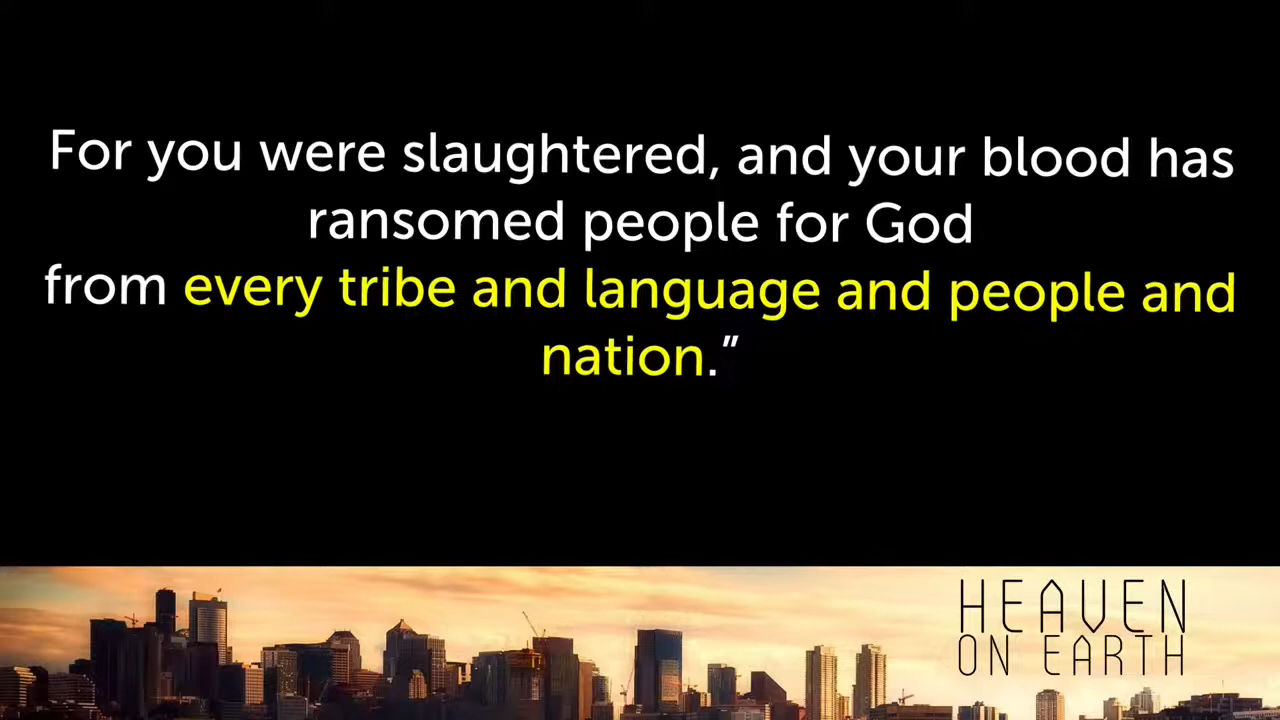 For you were slaughtered, and your blood has
ransomed people for God
from every tribe and language and people and
nation.”
HEAVEN
ON EARTH